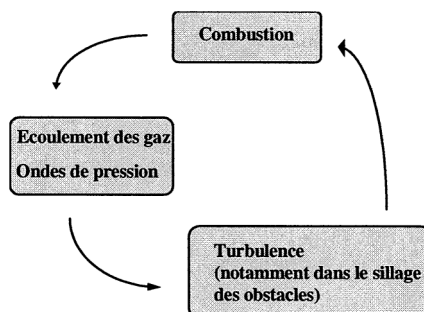 Combustion
Ecoulement des gaz
Ondes de pression
Turbulence
(notamment dans le sillage
des obstacles)